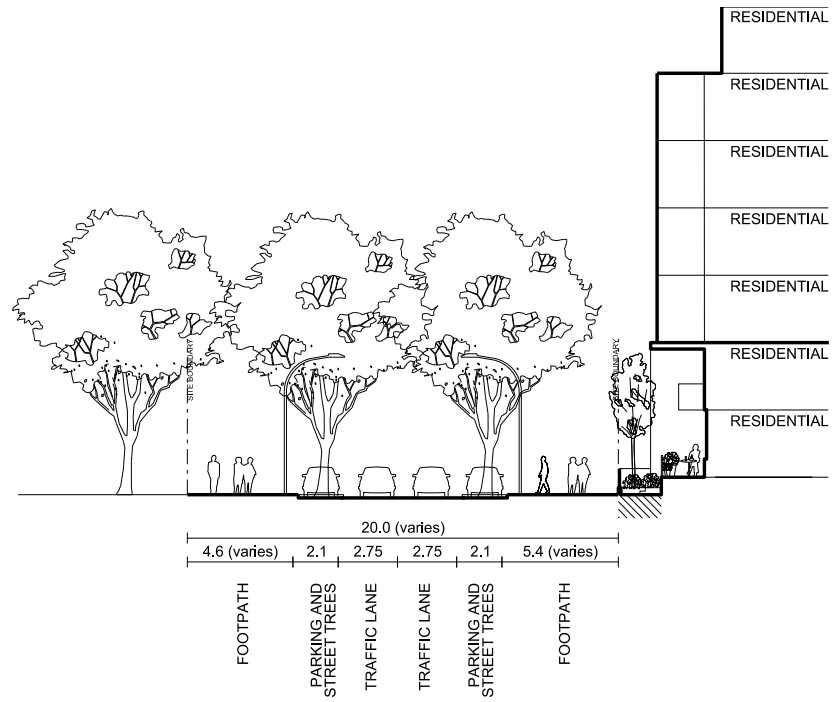 RESIDENTIAL
RESIDENTIAL
RESIDENTIAL
RESIDENTIAL
RESIDENTIAL
RESIDENTIAL
RESIDENTIAL
SITE BOUNDARY
BOUNDARY
20.0 (varies)
4.6 (varies)
2.1
2.75
2.75
2.1
5.4 (varies)
FOOTPATH
PARKING AND
STREET TREES
TRAFFIC LANE
TRAFFIC LANE
PARKING AND
STREET TREES
FOOTPATH